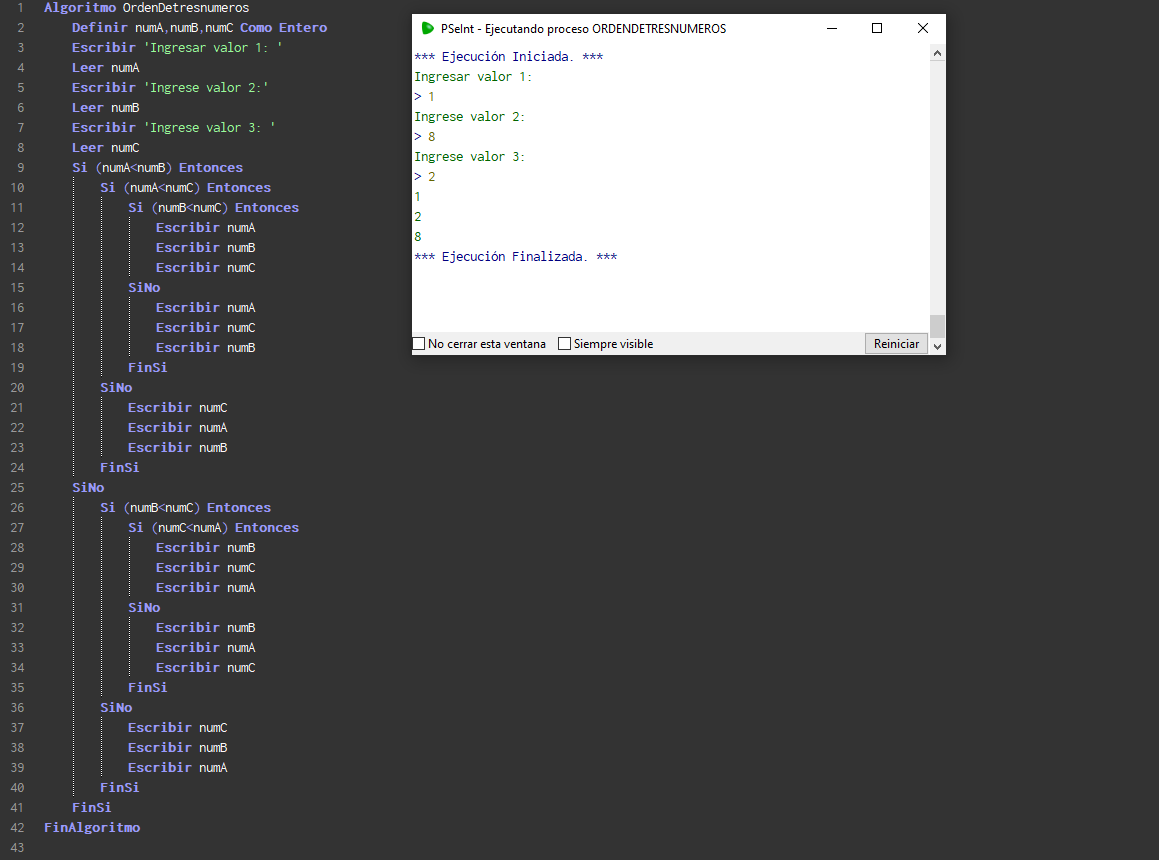 1 Algoritmo OrdenDetresnumeros
2 Definir numA,numB,numC Como Entero
3 Escribir 'Ingresar valor 1: '
4 Leer numA
5 Escribir 'Ingrese valor 2:'
6 Leer numB
7 Escribir 'Ingrese valor 3: '
8 Leer numC
9 Si (numA<numB) Entonces
10 Si (numA<numC) Entonces
11 Si (numB<numC) Entonces
12 Escribir numA
13 Escribir numB
14 Escribir numC
15 SiNo
16 Escribir numA
17 Escribir numC
18 Escribir numB
19 FinSi
20 SiNo
21 Escribir numC
22 Escribir numA
23 Escribir numB
24 FinSi
25 SiNo
26 Si (numB<numC) Entonces
27 Si (numC<numA) Entonces
28 Escribir numB
29 Escribir numC
30 Escribir numA
31 SiNo
32 Escribir numB
33 Escribir numA
34 Escribir numC
35 FinSi
36 SiNo
37 Escribir numC
38 Escribir numB
39 Escribir numA
40 FinSi
41 FinSi
42 FinAlgoritmo
43
PSeInt - Ejecutando proceso ORDENDETRESNUMEROS
*** Ejecución Iniciada. ***
Ingresar valor 1:
> 1
Ingrese valor 2:
> 8
Ingrese valor 3:
> 2
1
2
8
*** Ejecución Finalizada. ***
No cerrar esta ventana Siempre visible Reiniciar